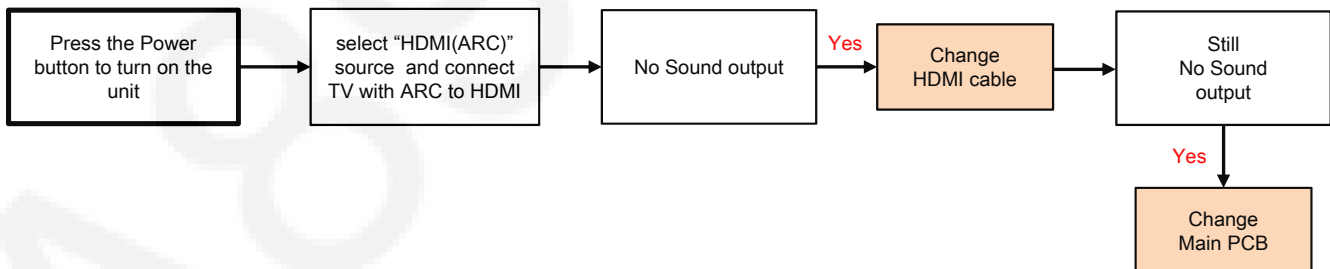 Press the Power
button to turn on the
unit
select “HDMI(ARC)”
source and connect
TV with ARC to HDMI
No Sound output
Yes
Change
HDMI cable
Still
No Sound
output
Yes
Change
Main PCB